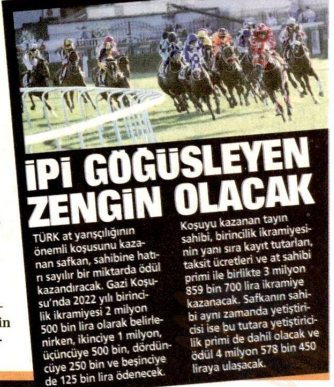 İPİ GÖĞÜSLEYEN
ZENGİN OLACAK
TÜRK at yarışçılığının
önemli koşusunu kaza-
nan safkan, sahibine hatı-
rı sayılır bir miktarda ödül
kazandıracak. Gazi Koşu-
su'nda 2022 yılı birinci-
lik ikramiyesi 2 milyon
500 bin lira olarak belirle-
nirken, ikinciye 1 milyon,
üçüncüye 500 bin, dördün-
cüye 250 bin ve beşinciye
de 125 bin lira ödenecek.
Koşuyu kazanan tayın
sahibi, birincilik ikramiyesi-
nin yanı sıra kayıt tutarları,
taksit ücretleri ve at sahibi
primi ile birlikte 3 milyon
859 bin 700 lira ikramiye
kazanacak. Safkanın sahi-
bi aynı zamanda yetiştiri-
cisi ise bu tutara yetiştirici-
lik primi de dahil olacak ve
ödül 4 milyon 578 bin 450
liraya ulaşacak.